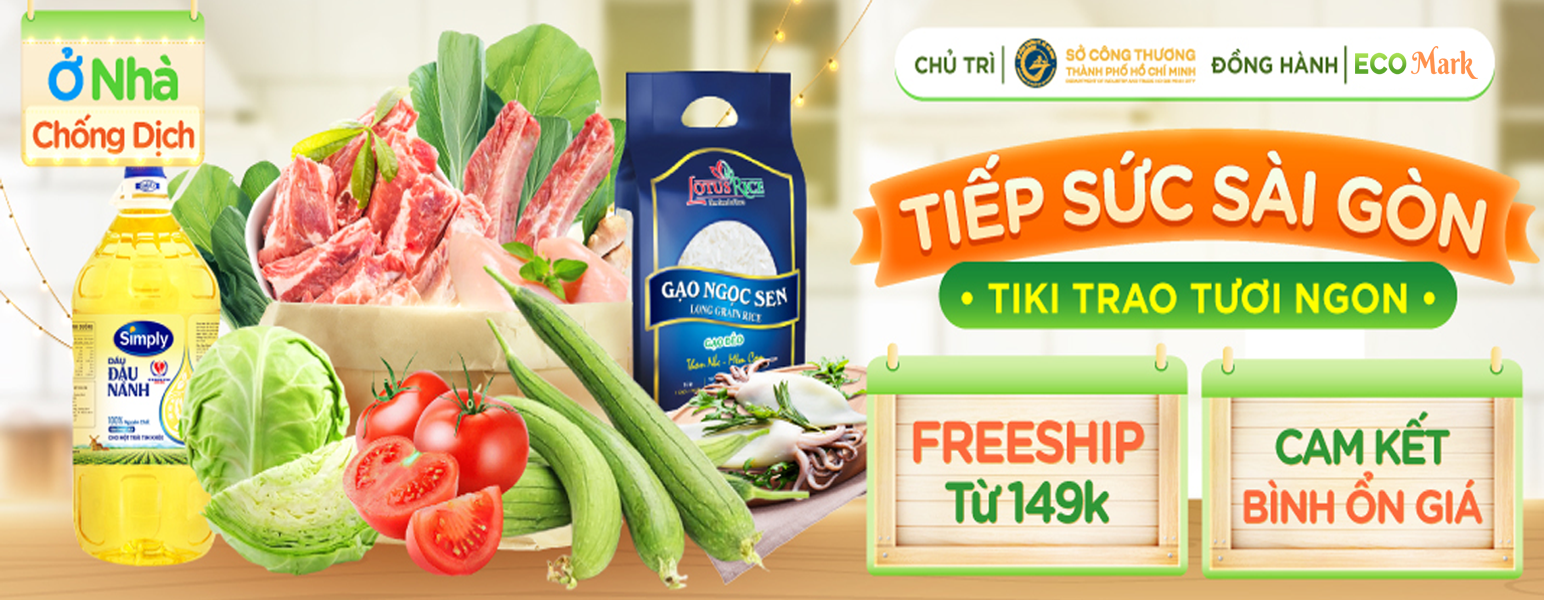 Ở Nhà
Chống Dịch
CHỦ TRÌ
SỞ CÔNG THƯƠNG
THÀNH PHỐ HỒ CHÍ MINH
ĐỒNG HÀNH
ECO Mark
TIẾP SỨC SÀI GÒN
• TIKI TRAO TƯƠI NGON •
FREESHIP
Từ 149k
CAM KẾT
BÌNH ỔN GIÁ
LOTUS RICE
GẠO NGỌC SEN
LONG GRAIN RICE
GẠO DẺO
Simply
DẦU
ĐẬU
NÀNH
100%
CHO MỘT TRÁI TIM KHỎE